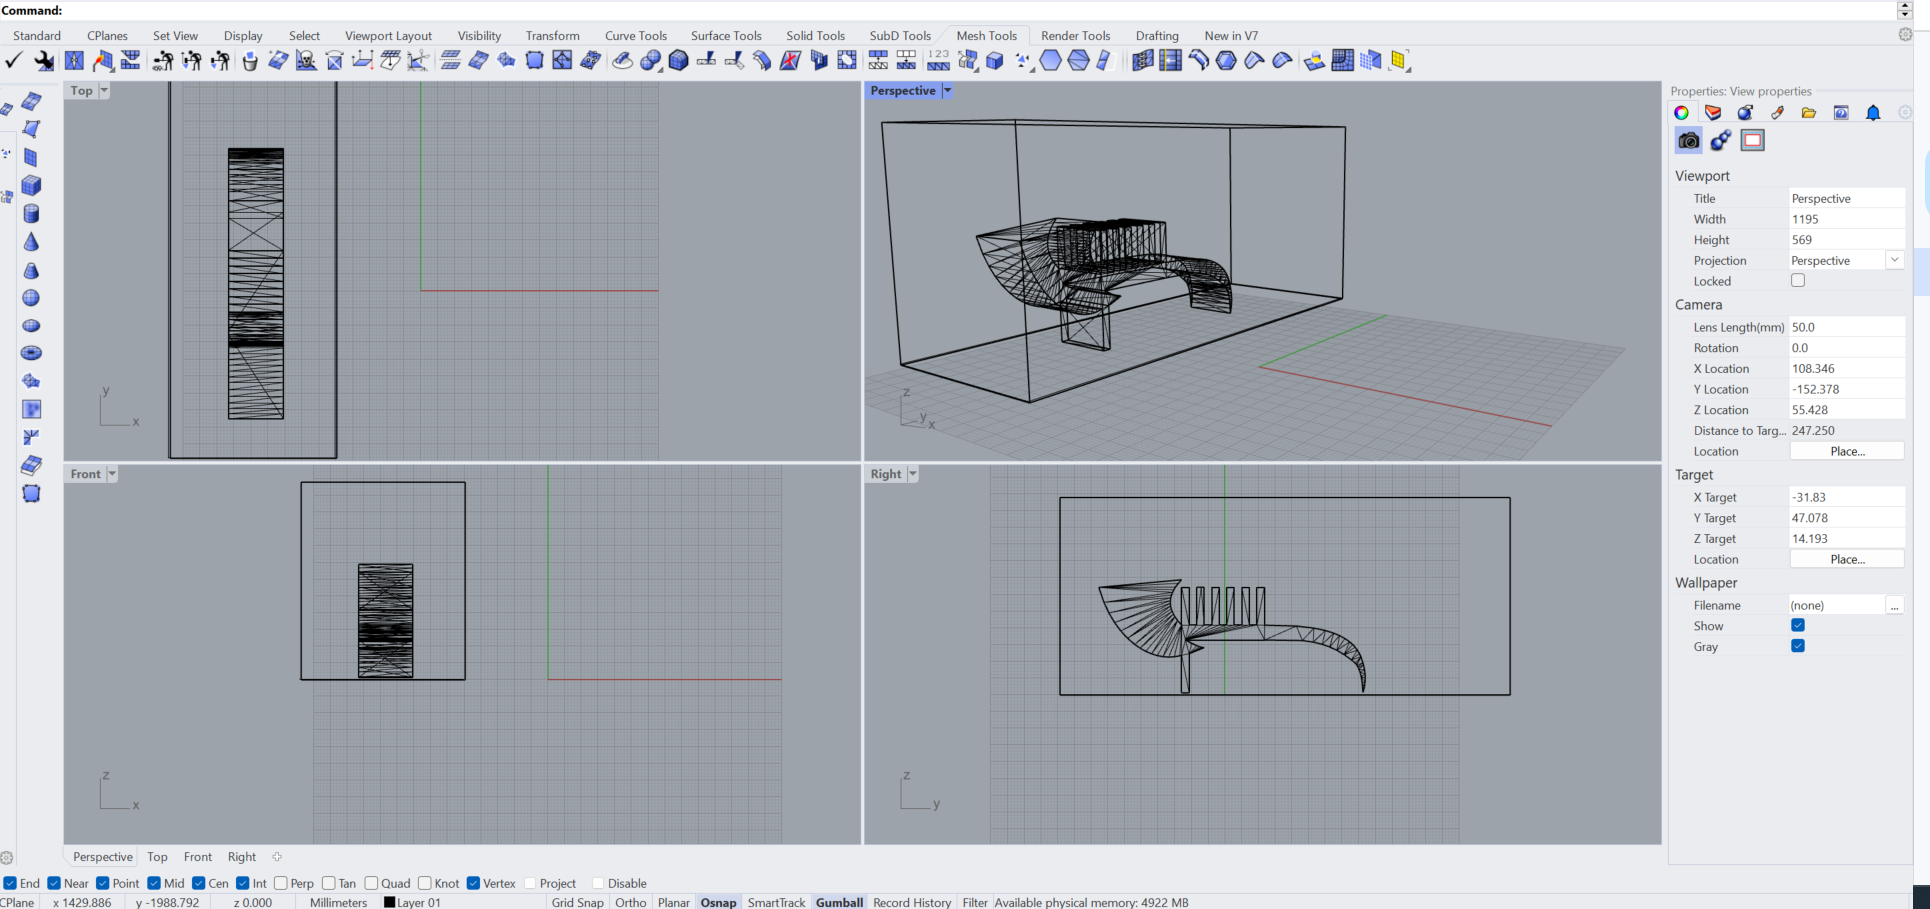 Command:
Standard CPlanes Set View Display Select Viewport Layout Visibility Transform Curve Tools Surface Tools Solid Tools SubD Tools Mesh Tools Render Tools Drafting New in V7
123
Top
y
x
Perspective
z
y
x
Front
z
x
Right
z
y
Properties: View properties
Viewport
Title Perspective
Width 1195
Height 569
Projection Perspective
Locked
Camera
Lens Length(mm) 50.0
Rotation 0.0
X Location 108.346
Y Location -152.378
Z Location 55.428
Distance to Targ... 247.250
Location Place...
Target
X Target -31.83
Y Target 47.078
Z Target 14.193
Location Place...
Wallpaper
Filename (none) ...
Show
Gray
Perspective Top Front Right
End Near Point Mid Cen Int Perp Tan Quad Knot Vertex Project Disable
CPlane x 1429.886 y -1988.792 z 0.000 Millimeters Layer 01 Grid Snap Ortho Planar Osnap SmartTrack Gumball Record History Filter Available physical memory: 4922 MB